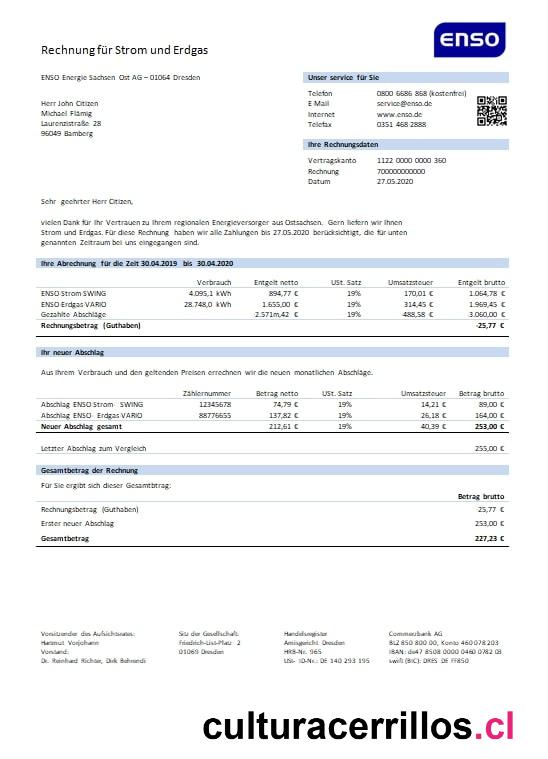 enso
Rechnung für Strom und Erdgas
ENSO Energie Sachsen Ost AG – 01064 Dresden
Unser service für Sie
Telefon 0800 6686 868 (kostenfrei)
E-Mail service@enso.de
Internet www.enso.de
Telefax 0351 468 2888
Herr John Citizen
Michael Flämig
Laurenzistraße 28
96049 Bamberg
Ihre Rechnungsdaten
Vertragskanto 1122 0000 0000 360
Rechnung 700000000000
Datum 27.05.2020
Sehr geehrter Herr Citizen,
vielen Dank für Ihr Vertrauen zu Ihrem regionalen Energieversorger aus Ostsachsen. Gern liefern wir Ihnen
Strom und Erdgas. Für diese Rechnung haben wir alle Zahlungen bis 27.05.2020 berücksichtigt, die für unten
genannten Zeitraum bei uns eingegangen sind.
Ihre Abrechnung für die Zeit 30.04.2019 bis 30.04.2020
Verbrauch Entgelt netto USt. Satz Umsatzsteuer Entgelt brutto
ENSO Strom SWING 4.095,1 kWh 894,77 € 19% 170,01 € 1.064,78 €
ENSO Erdgas VARIO 28.748,0 kWh 1.655,00 € 19% 314,45 € 1.969,45 €
Gezahlte Abschläge 2.571m,42 € 19% 488,58 € 3.060,00 €
Rechnungsbetrag (Guthaben) -25,77 €
Ihr neuer Abschlag
Aus Ihrem Verbrauch und den geltenden Preisen errechnen wir die neuen monatlichen Abschläge.
Zählernummer Betrag netto USt. Satz Umsatzsteuer Betrag brutto
Abschlag ENSO Strom SWING 12345678 74,79 € 19% 14,21 € 89,00 €
Abschlag ENSO Erdgas VARIO 88776655 137,82 € 19% 26,18 € 164,00 €
Neuer Abschlag gesamt 212,61 € 19% 40,39 € 253,00 €
Letzter Abschlag zum Vergleich 255,00 €
Gesamtbetrag der Rechnung
Für Sie ergibt sich dieser Gesamtbtrag:
Betrag brutto
Rechnungsbetrag (Guthaben) 25,77 €
Erster neuer Abschlag 253,00 €
Gesamtbetrag 227,23 €
Vorsitzender des Aufsichtsrates: Sitz der Gesellschaft: Handelsregister Commerzbank AG
Hartmut Vorjohann Friedrich-List-Platz 2 Amtsgericht Dresden BLZ 850 800 00, Konto 460 078 203
Vorstand: 01069 Dresden HRB-Nr. 965 IBAN: de47 8508 0000 0460 0782 03
Dr. Reinhard Richter, Dirk Behrendi USt- ID-Nr.: DE 140 293 195 swift (BIC): DRES DE FF850
culturacerrillos.cl